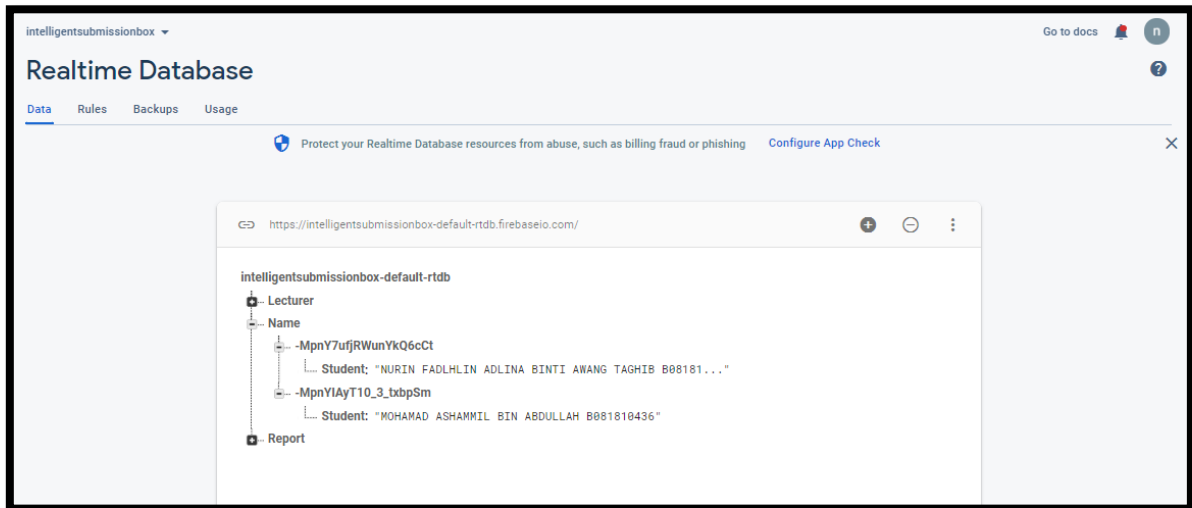 intelligentsubmissionbox
Go to docs
n
Realtime Database
Data Rules Backups Usage
Protect your Realtime Database resources from abuse, such as billing fraud or phishing Configure App Check
https://intelligentsubmissionbox-default-rtdb.firebaseio.com/
intelligentsubmissionbox-default-rtdb
Lecturer
Name
-MpnY7ufjRWunYkQ6cCt
Student: "NURIN FADLHLIN ADLINA BINTI AWANG TAGHIB B08181..."
-MpnYIAyT10_3_txbpSm
Student: "MOHAMAD ASHAMMIL BIN ABDULLAH B081810436"
Report